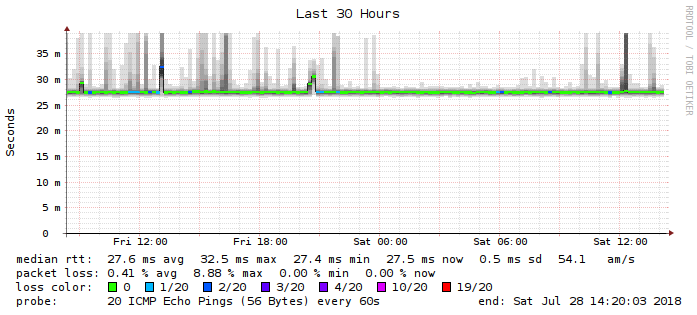 Last 30 Hours
RRDTOOL / TOBI OETIKER
Seconds
35 m
30 m
25 m
20 m
15 m
10 m
5 m
0
Fri 12:00 Fri 18:00 Sat 00:00 Sat 06:00 Sat 12:00
median rtt: 27.6 ms avg 32.5 ms max 27.4 ms min 27.5 ms now 0.5 ms sd 54.1 am/s
packet loss: 0.41 % avg 8.88 % max 0.00 % min 0.00 % now
loss color: 0 1/20 2/20 3/20 4/20 10/20 19/20
probe: 20 ICMP Echo Pings (56 Bytes) every 60s end: Sat Jul 28 14:20:03 2018